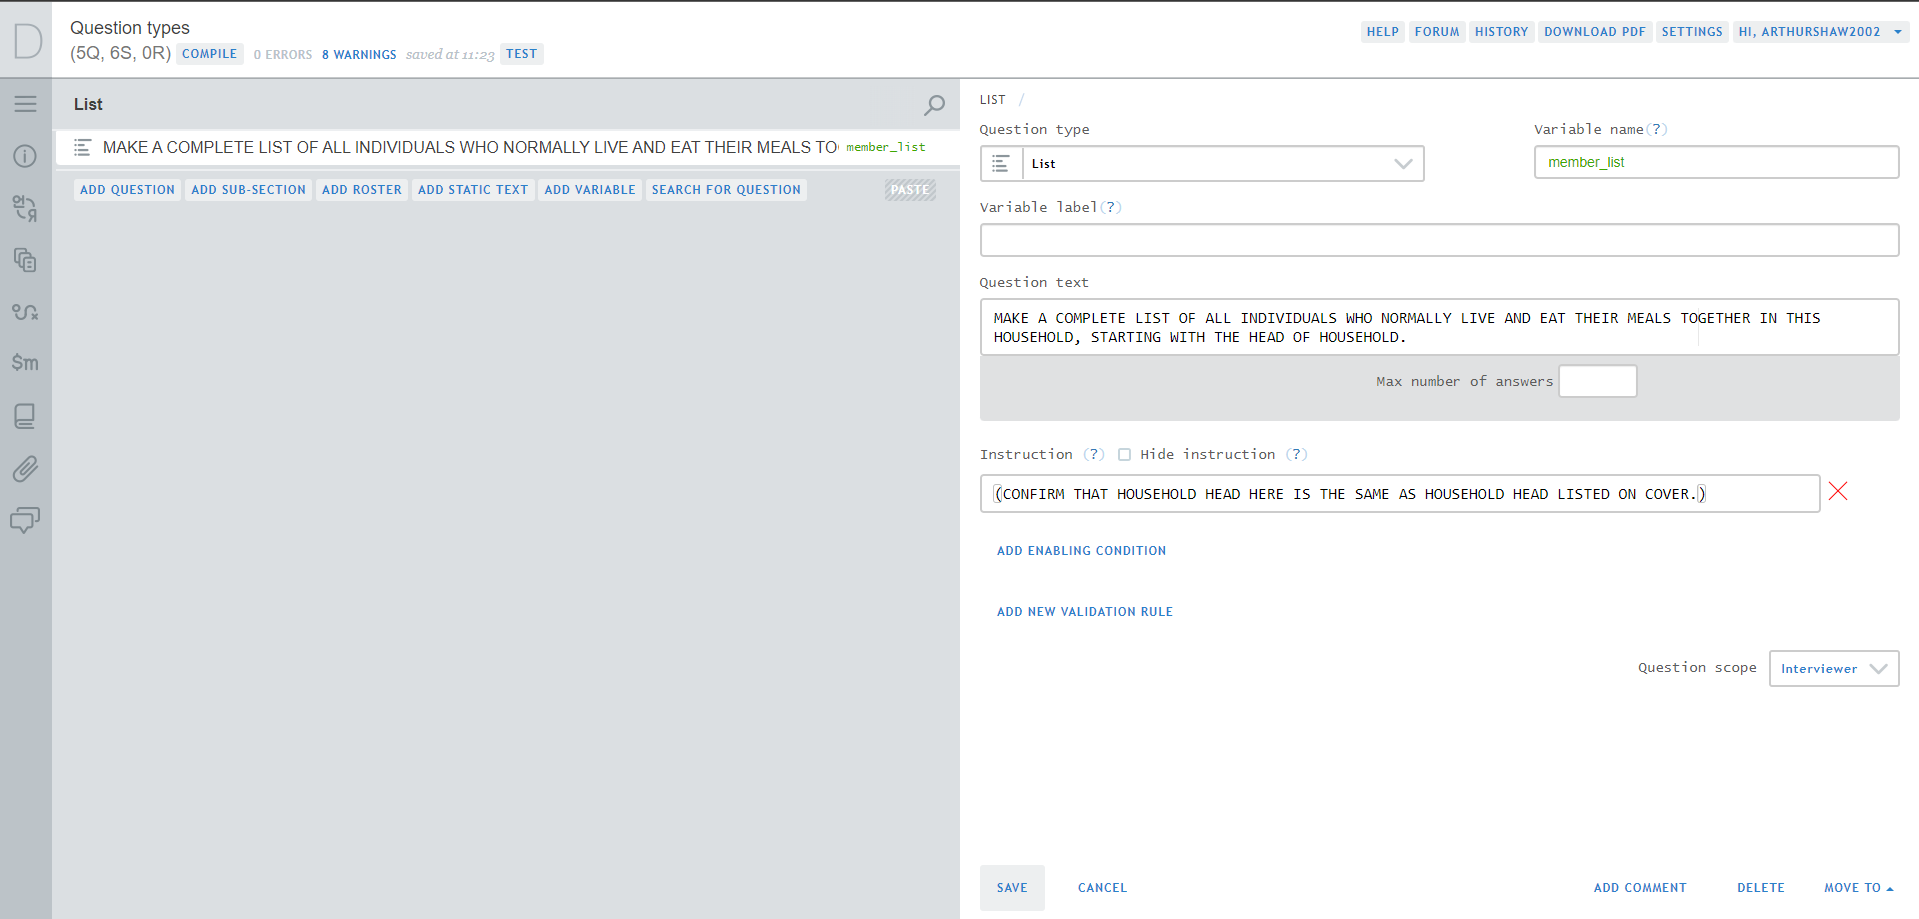 D
Question types
(5Q, 6S, 0R) COMPILE 0 ERRORS 8 WARNINGS saved at 11:23 TEST
HELP FORUM HISTORY DOWNLOAD PDF SETTINGS HI, ARTHURSHAW2002
List
MAKE A COMPLETE LIST OF ALL INDIVIDUALS WHO NORMALLY LIVE AND EAT THEIR MEALS TO member_list
ADD QUESTION ADD SUB-SECTION ADD ROSTER ADD STATIC TEXT ADD VARIABLE SEARCH FOR QUESTION PASTE
$m
LIST /
Question type
List
Variable name(?)
member_list
Variable label(?)
Question text
MAKE A COMPLETE LIST OF ALL INDIVIDUALS WHO NORMALLY LIVE AND EAT THEIR MEALS TOGETHER IN THIS
HOUSEHOLD, STARTING WITH THE HEAD OF HOUSEHOLD.
Max number of answers
Instruction (?) Hide instruction (?)
(CONFIRM THAT HOUSEHOLD HEAD HERE IS THE SAME AS HOUSEHOLD HEAD LISTED ON COVER.)
ADD ENABLING CONDITION
ADD NEW VALIDATION RULE
Question scope Interviewer
SAVE CANCEL ADD COMMENT DELETE MOVE TO